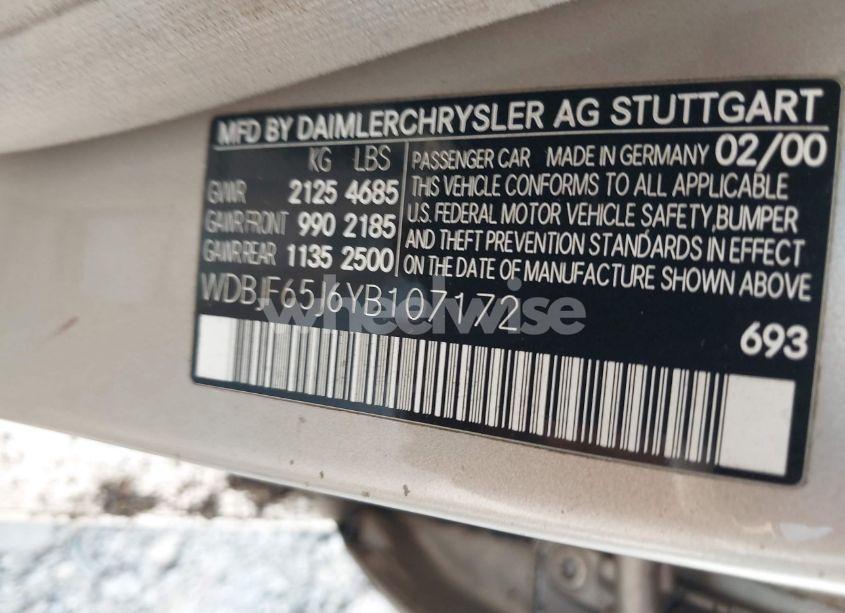 MFD BY DAIMLERCHRYSLER AG STUTTGART
KG LBS
GVWR 2125 4685
GAWR FRONT 990 2185
GAWR REAR 1135 2500
PASSENGER CAR MADE IN GERMANY 02/00
THIS VEHICLE CONFORMS TO ALL APPLICABLE
U.S. FEDERAL MOTOR VEHICLE SAFETY, BUMPER
AND THEFT PREVENTION STANDARDS IN EFFECT
ON THE DATE OF MANUFACTURE SHOWN ABOVE
WDBJF65J6YB107172
wheelwise
693